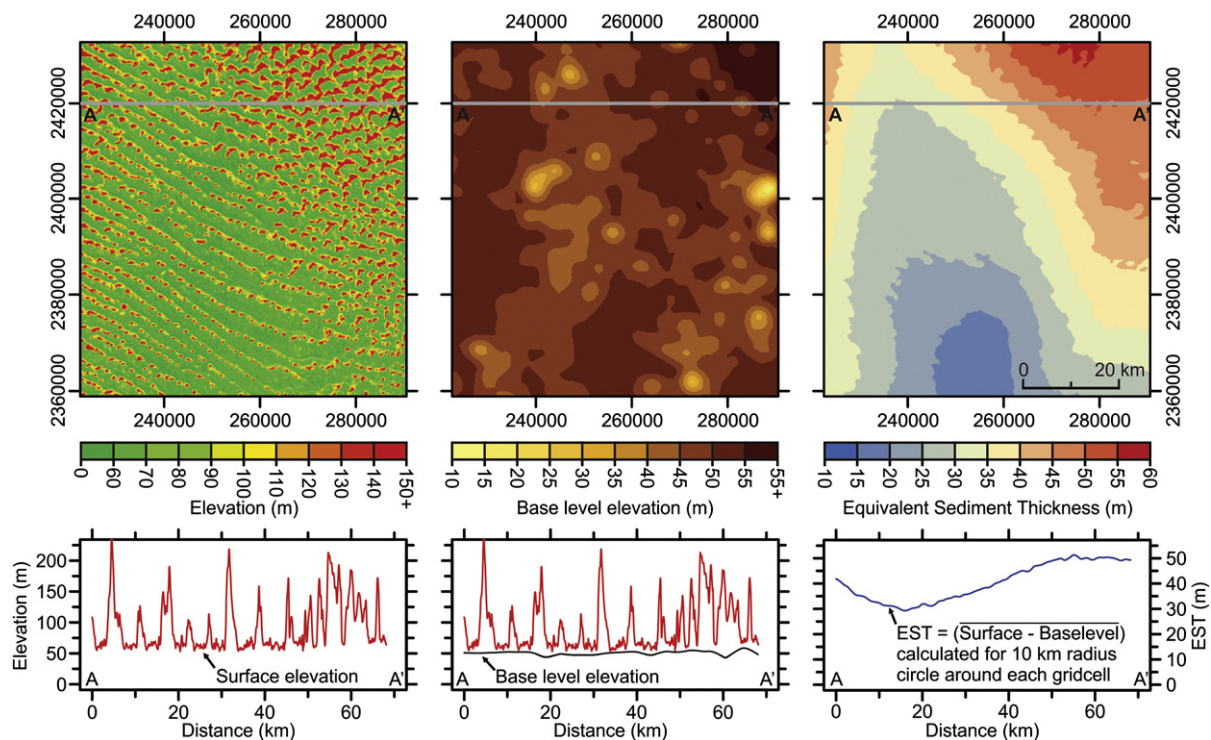 240000 260000 280000 240000 260000 280000 240000 260000 280000
2420000 2400000 2380000 2360000
A A'
A A'
A A'
2420000 2400000 2380000 2360000
0 20 km
240000 260000 280000 240000 260000 280000 240000 260000 280000
0 60 70 80 90 100 110 120 130 140 150+
Elevation (m)
10 15 20 25 30 35 40 45 50 55 55+
Base level elevation (m)
10 15 20 25 30 35 40 45 50 55 60
Equivalent Sediment Thickness (m)
Elevation (m)
200
150
100
50
0
Surface elevation
A A'
0 20 40 60
Distance (km)
Base level elevation
A A'
0 20 40 60
Distance (km)
EST = (Surface - Baselevel)
calculated for 10 km radius
circle around each gridcell
A A'
0 20 40 60
Distance (km)
50
40
30
20
10
0
EST (m)